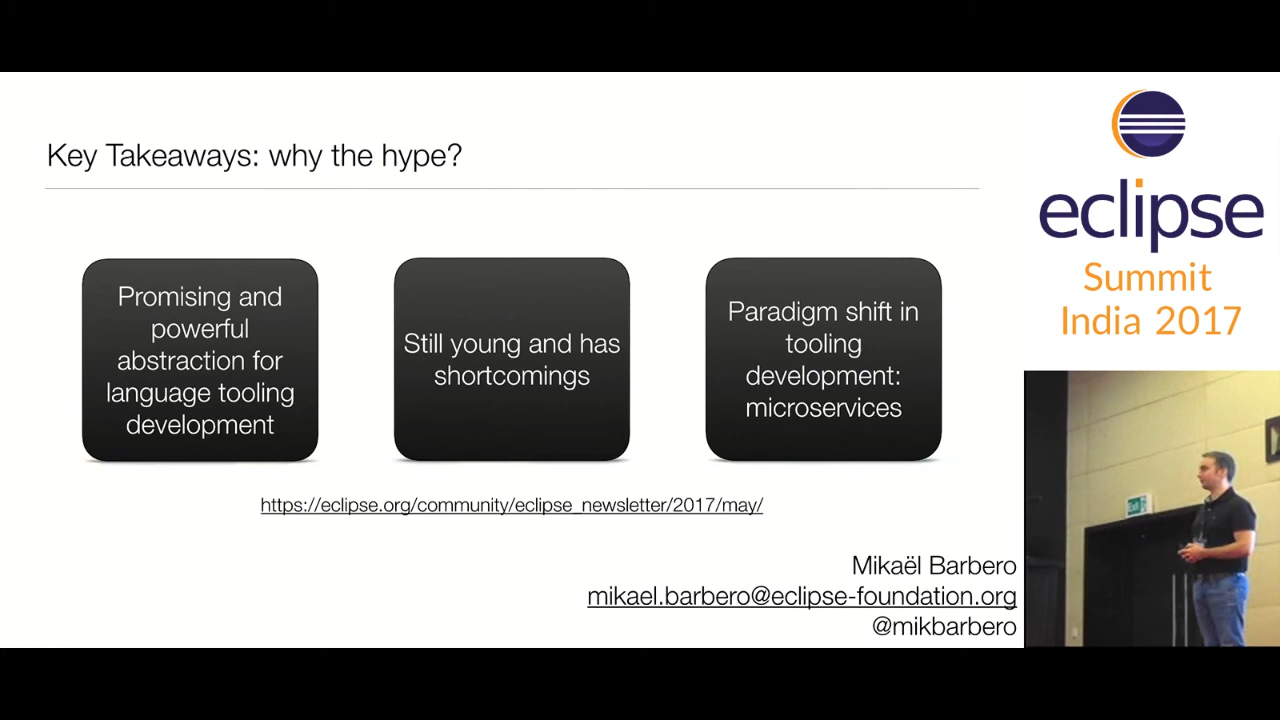 Key Takeaways: why the hype?
Promising and
powerful
abstraction for
language tooling
development
Still young and has
shortcomings
Paradigm shift in
tooling
development:
microservices
https://eclipse.org/community/eclipse_newsletter/2017/may/
Mikaël Barbero
mikael.barbero@eclipse-foundation.org
@mikbarbero
eclipse
Summit
India 2017
Exit